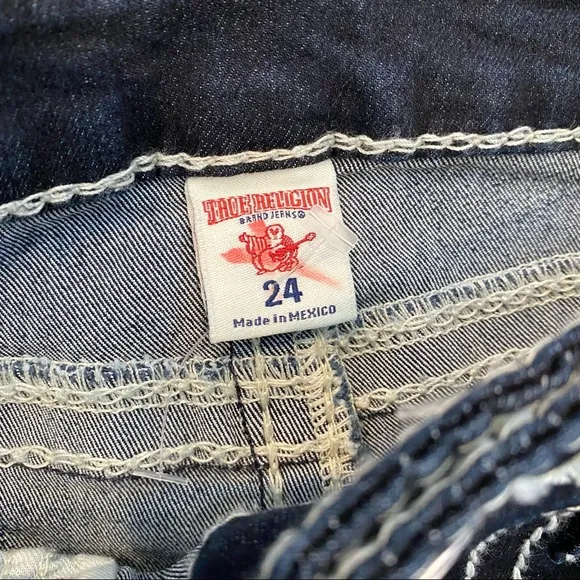 TRUE RELIGION
BRAND JEANS®
24
Made in MEXICO